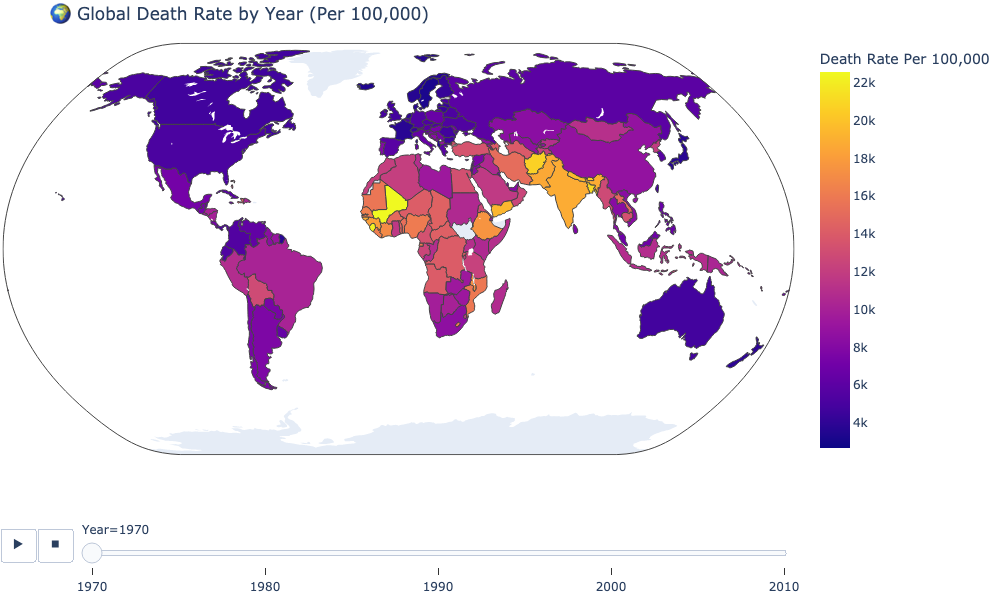 🌍 Global Death Rate by Year (Per 100,000)
Death Rate Per 100,000
22k
20k
18k
16k
14k
12k
10k
8k
6k
4k
Year=1970
1970 1980 1990 2000 2010